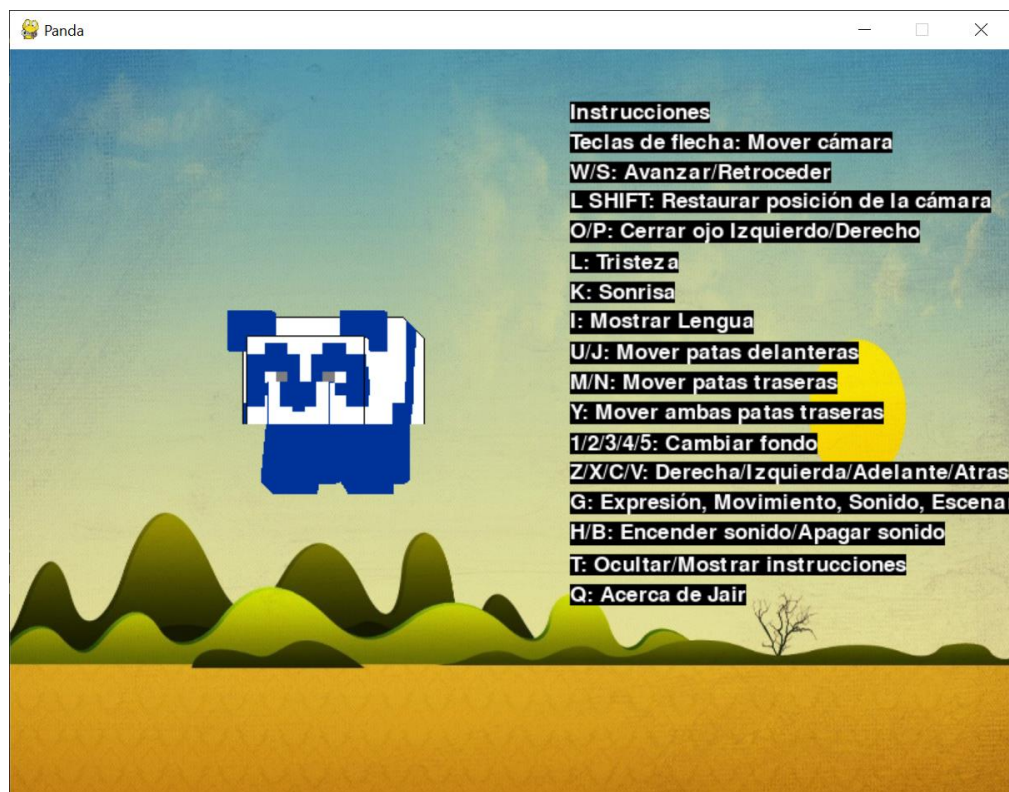 Panda
Instrucciones
Teclas de flecha: Mover cámara
W/S: Avanzar/Retroceder
L SHIFT: Restaurar posición de la cámara
O/P: Cerrar ojo Izquierdo/Derecho
L: Tristeza
K: Sonrisa
I: Mostrar Lengua
U/J: Mover patas delanteras
M/N: Mover patas traseras
Y: Mover ambas patas traseras
1/2/3/4/5: Cambiar fondo
Z/X/C/V: Derecha/Izquierda/Adelante/Atras
G: Expresión, Movimiento, Sonido,
H/B: Encender sonido/Apagar sonido
T: Ocultar/Mostrar instrucciones
Q: Acerca de Jair